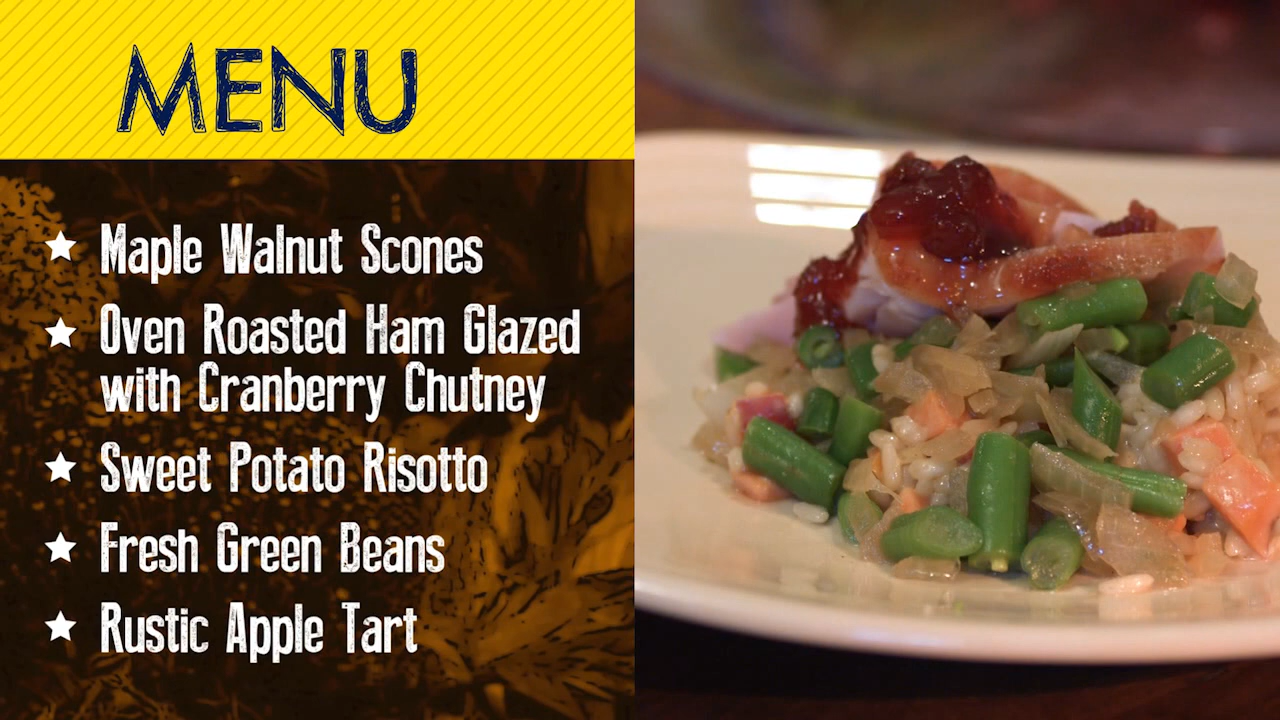 MENU
Maple Walnut Scones
Oven Roasted Ham Glazed
with Cranberry Chutney
Sweet Potato Risotto
Fresh Green Beans
Rustic Apple Tart